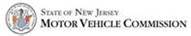 STATE OF NEW JERSEY
MOTOR VEHICLE COMMISSION